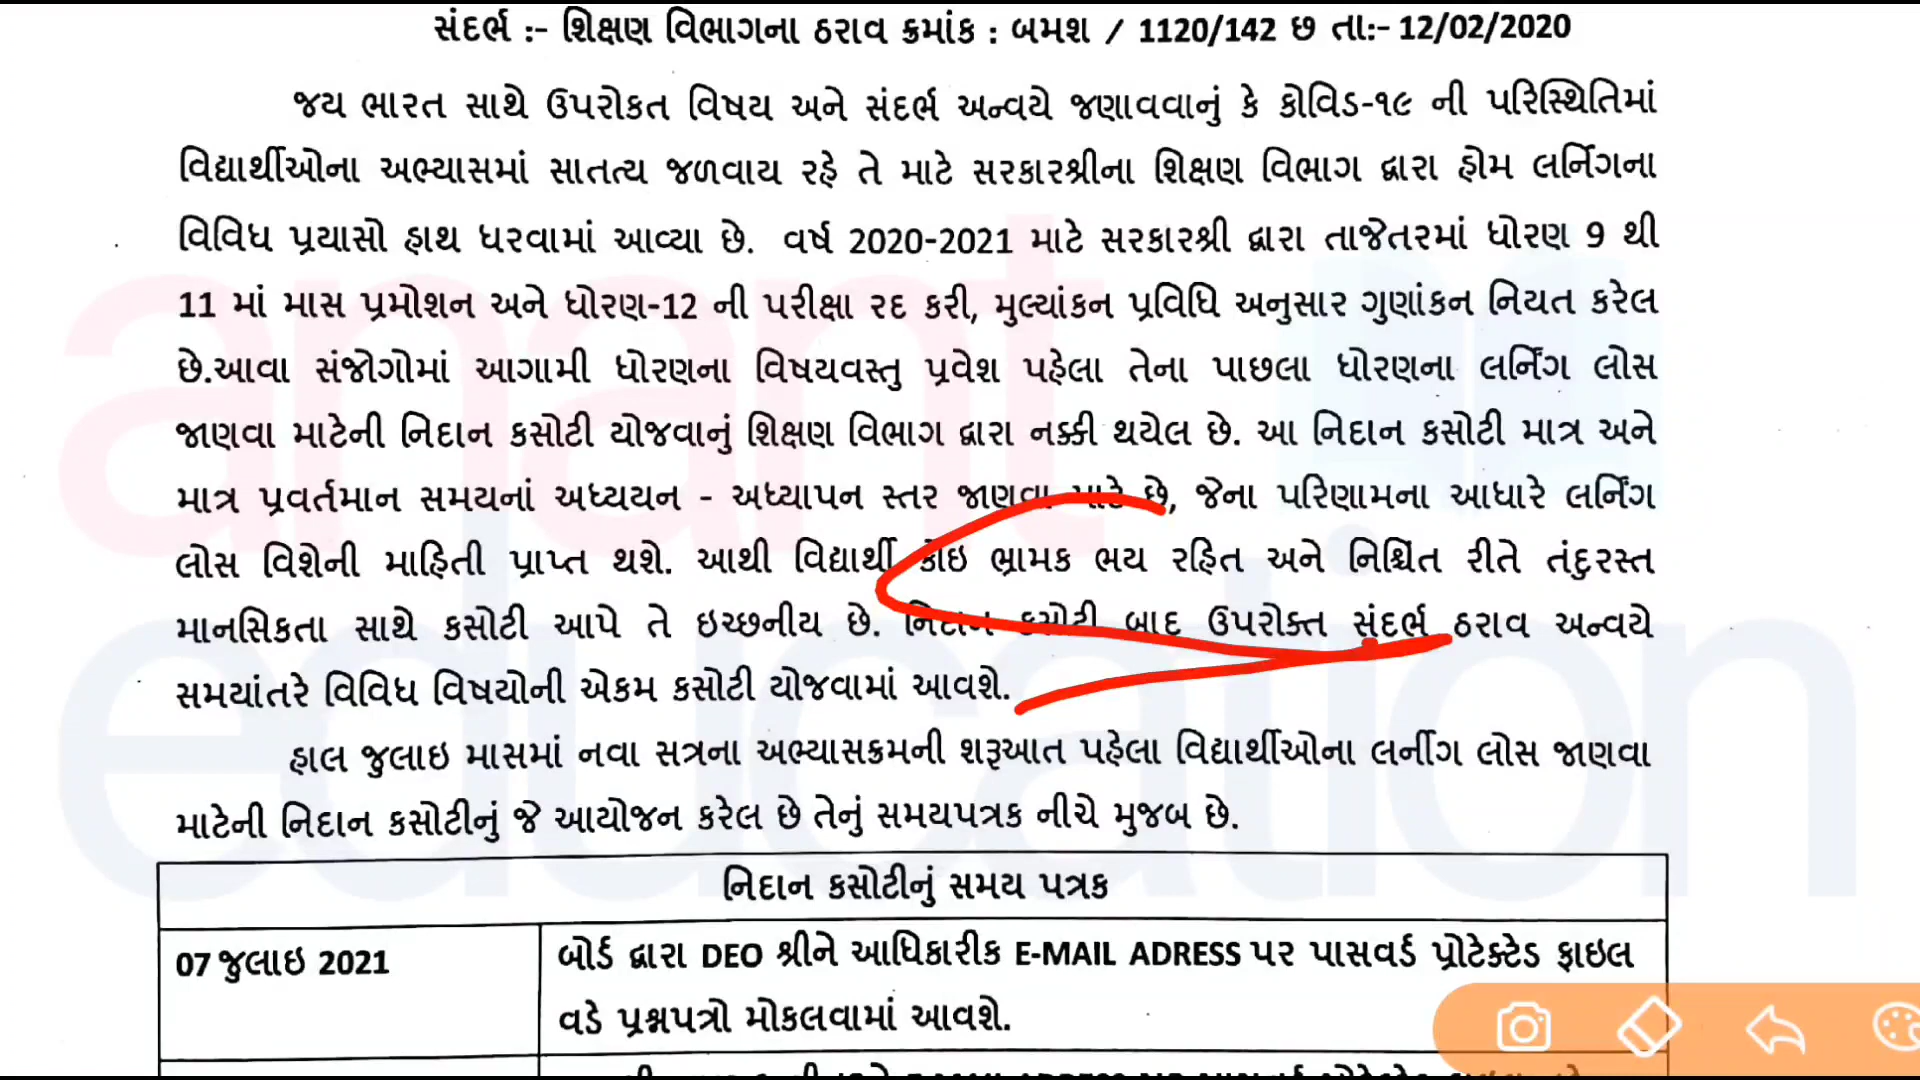 સંદર્ભ :- શિક્ષણ વિભાગના ઠરાવ ક્રમાંક : બમશ / 1120/142 છ તા:- 12/02/2020
જય ભારત સાથે ઉપરોકત વિષય અને સંદર્ભ અન્વયે જણાવવાનું કે કોવિડ-૧૯ ની પરિસ્થિતિમાં
વિદ્યાર્થીઓના અભ્યાસમાં સાતત્ય જળવાય રહે તે માટે સરકારશ્રીના શિક્ષણ વિભાગ દ્વારા હોમ લર્નિંગના
વિવિધ પ્રયાસો હાથ ધરવામાં આવ્યા છે. વર્ષ 2020-2021 માટે સરકારશ્રી દ્વારા તાજેતરમાં ધોરણ 9 થી
11 માં માસ પ્રમોશન અને ધોરણ-12 ની પરીક્ષા રદ કરી, મુલ્યાંકન પ્રવિધિ અનુસાર ગુણાંકન નિયત કરેલ
છે.આવા સંજોગોમાં આગામી ધોરણના વિષયવસ્તુ પ્રવેશ પહેલા તેના પાછલા ધોરણના લર્નિંગ લોસ
જાણવા માટેની નિદાન કસોટી યોજવાનું શિક્ષણ વિભાગ દ્વારા નક્કી થયેલ છે. આ નિદાન કસોટી માત્ર અને
માત્ર પ્રવર્તમાન સમયનાં અધ્યયન - અધ્યાપન સ્તર જાણવા માટે છે, જેના પરિણામના આધારે લર્નિંગ
લોસ વિશેની માહિતી પ્રાપ્ત થશે. આથી વિદ્યાર્થી કોઇ ભ્રામક ભય રહિત અને નિશ્ચિંત રીતે તંદુરસ્ત
માનસિકતા સાથે કસોટી આપે તે ઇચ્છનીય છે. નિદાન કસોટી બાદ ઉપરોક્ત સંદર્ભ ઠરાવ અન્વયે
સમયાંતરે વિવિધ વિષયોની એકમ કસોટી યોજવામાં આવશે.
હાલ જુલાઇ માસમાં નવા સત્રના અભ્યાસક્રમની શરૂઆત પહેલા વિદ્યાર્થીઓના લર્નીગ લોસ જાણવા
માટેની નિદાન કસોટીનું જે આયોજન કરેલ છે તેનું સમયપત્રક નીચે મુજબ છે.
નિદાન કસોટીનું સમય પત્રક
07 જુલાઇ 2021
બોર્ડ દ્વારા DEO શ્રીને આધિકારીક E-MAIL ADRESS પર પાસવર્ડ પ્રોટેક્ટેડ ફાઇલ
વડે પ્રશ્નપત્રો મોકલવામાં આવશે.
anant
education